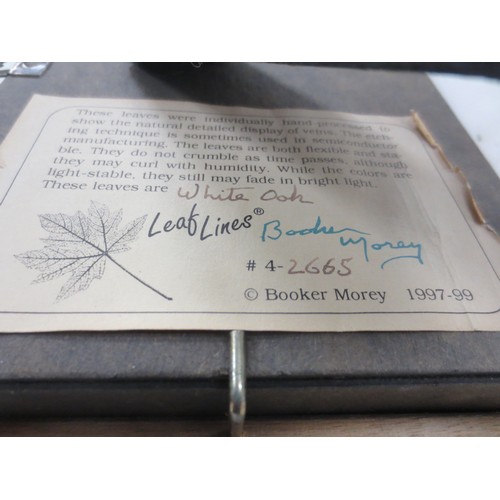 These leaves were individually hand processed to
show the natural detailed display of veins. The etch-
ing technique is sometimes used in semiconductor
manufacturing. The leaves are both flexible and sta-
ble. They do not crumble as time passes, although
they may curl with humidity. While the colors are
light-stable, they still may fade in bright light.
These leaves are White Oak
Leaf Lines® Booker Morey
# 4-2665
© Booker Morey 1997-99